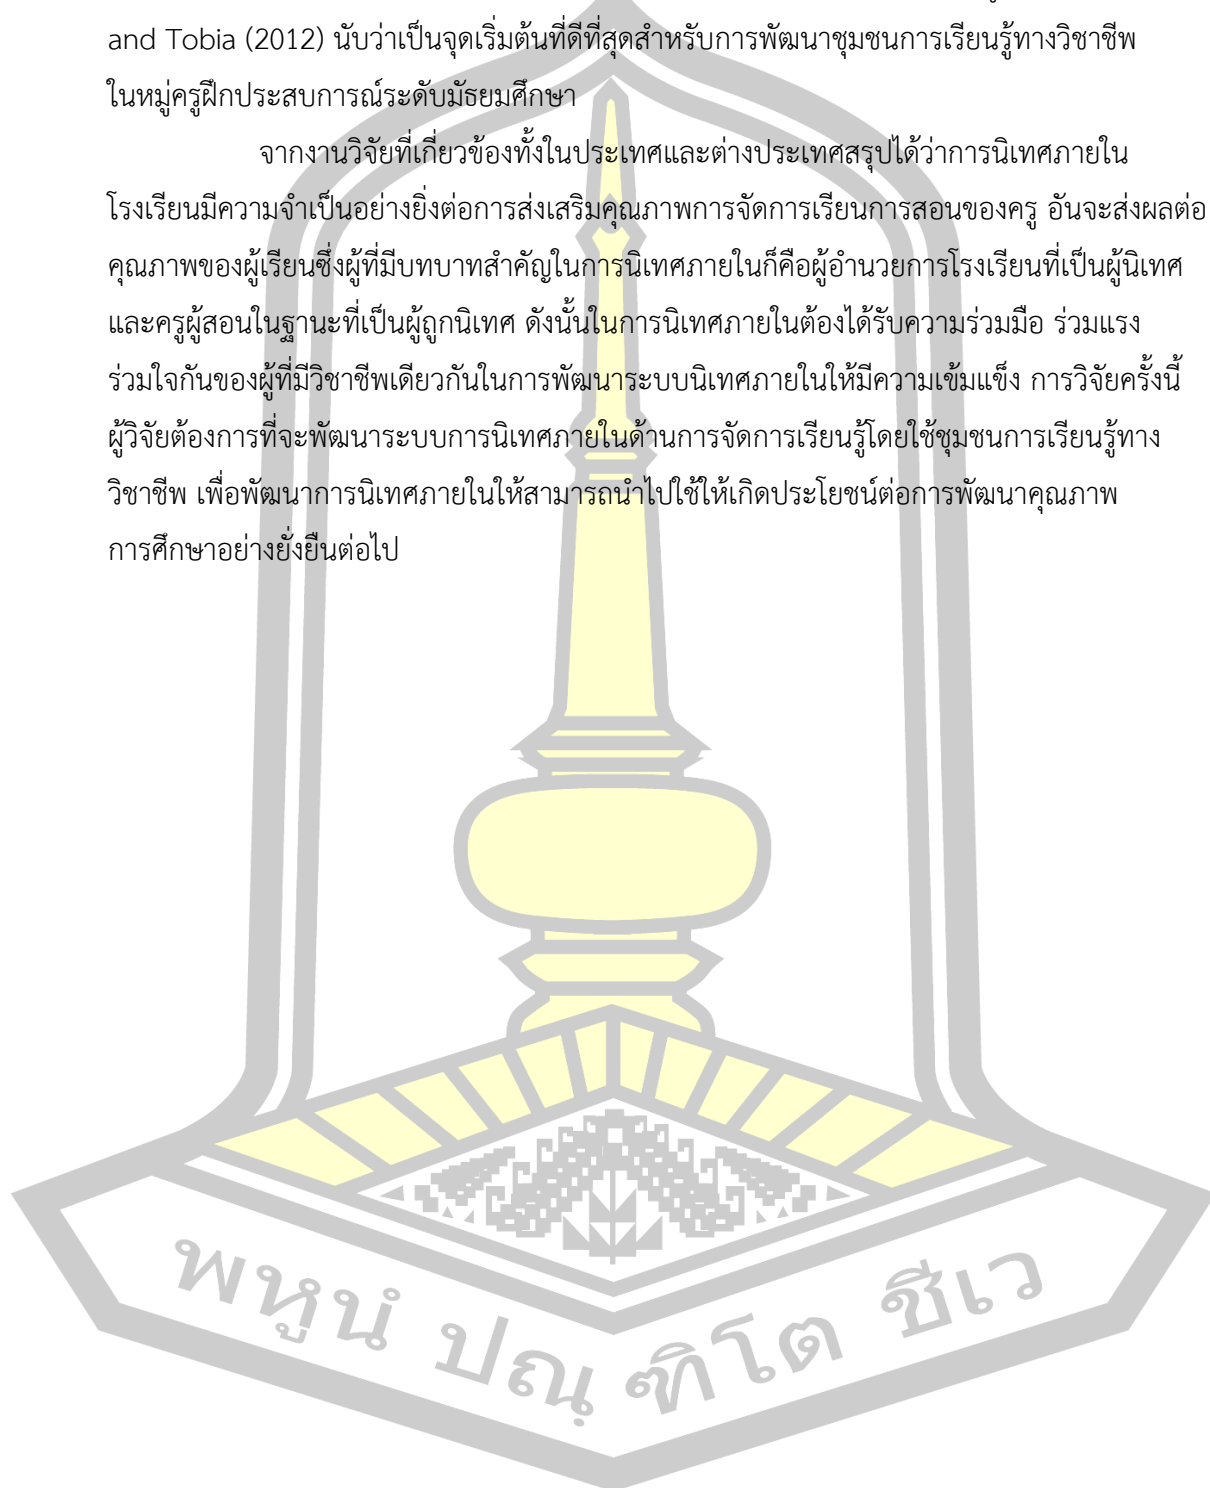 and Tobia (2012) นับว่าเป็นจุดเริ่มต้นที่ดีที่สุดสำหรับการพัฒนาชุมชนการเรียนรู้ทางวิชาชีพ
ในหมู่ครูฝึกประสบการณ์ระดับมัธยมศึกษา
จากงานวิจัยที่เกี่ยวข้องทั้งในประเทศและต่างประเทศสรุปได้ว่าการนิเทศภายใน
โรงเรียนมีความจำเป็นอย่างยิ่งต่อการส่งเสริมคุณภาพการจัดการเรียนการสอนของครู อันจะส่งผลต่อ
คุณภาพของผู้เรียนซึ่งผู้ที่มีบทบาทสำคัญในการนิเทศภายในก็คือผู้อำนวยการโรงเรียนที่เป็นผู้นิเทศ
และครูผู้สอนในฐานะที่เป็นผู้ถูกนิเทศ ดังนั้นในการนิเทศภายในต้องได้รับความร่วมมือ ร่วมแรง
ร่วมใจกันของผู้ที่มีวิชาชีพเดียวกันในการพัฒนาระบบนิเทศภายในให้มีความเข้มแข็ง การวิจัยครั้งนี้
ผู้วิจัยต้องการที่จะพัฒนาระบบการนิเทศภายในด้านการจัดการเรียนรู้โดยใช้ชุมชนการเรียนรู้ทาง
วิชาชีพ เพื่อพัฒนาการนิเทศภายในให้สามารถนำไปใช้ให้เกิดประโยชน์ต่อการพัฒนาคุณภาพ
การศึกษาอย่างยั่งยืนต่อไป
พหูนํ ปณฺฑิโต ชีเว